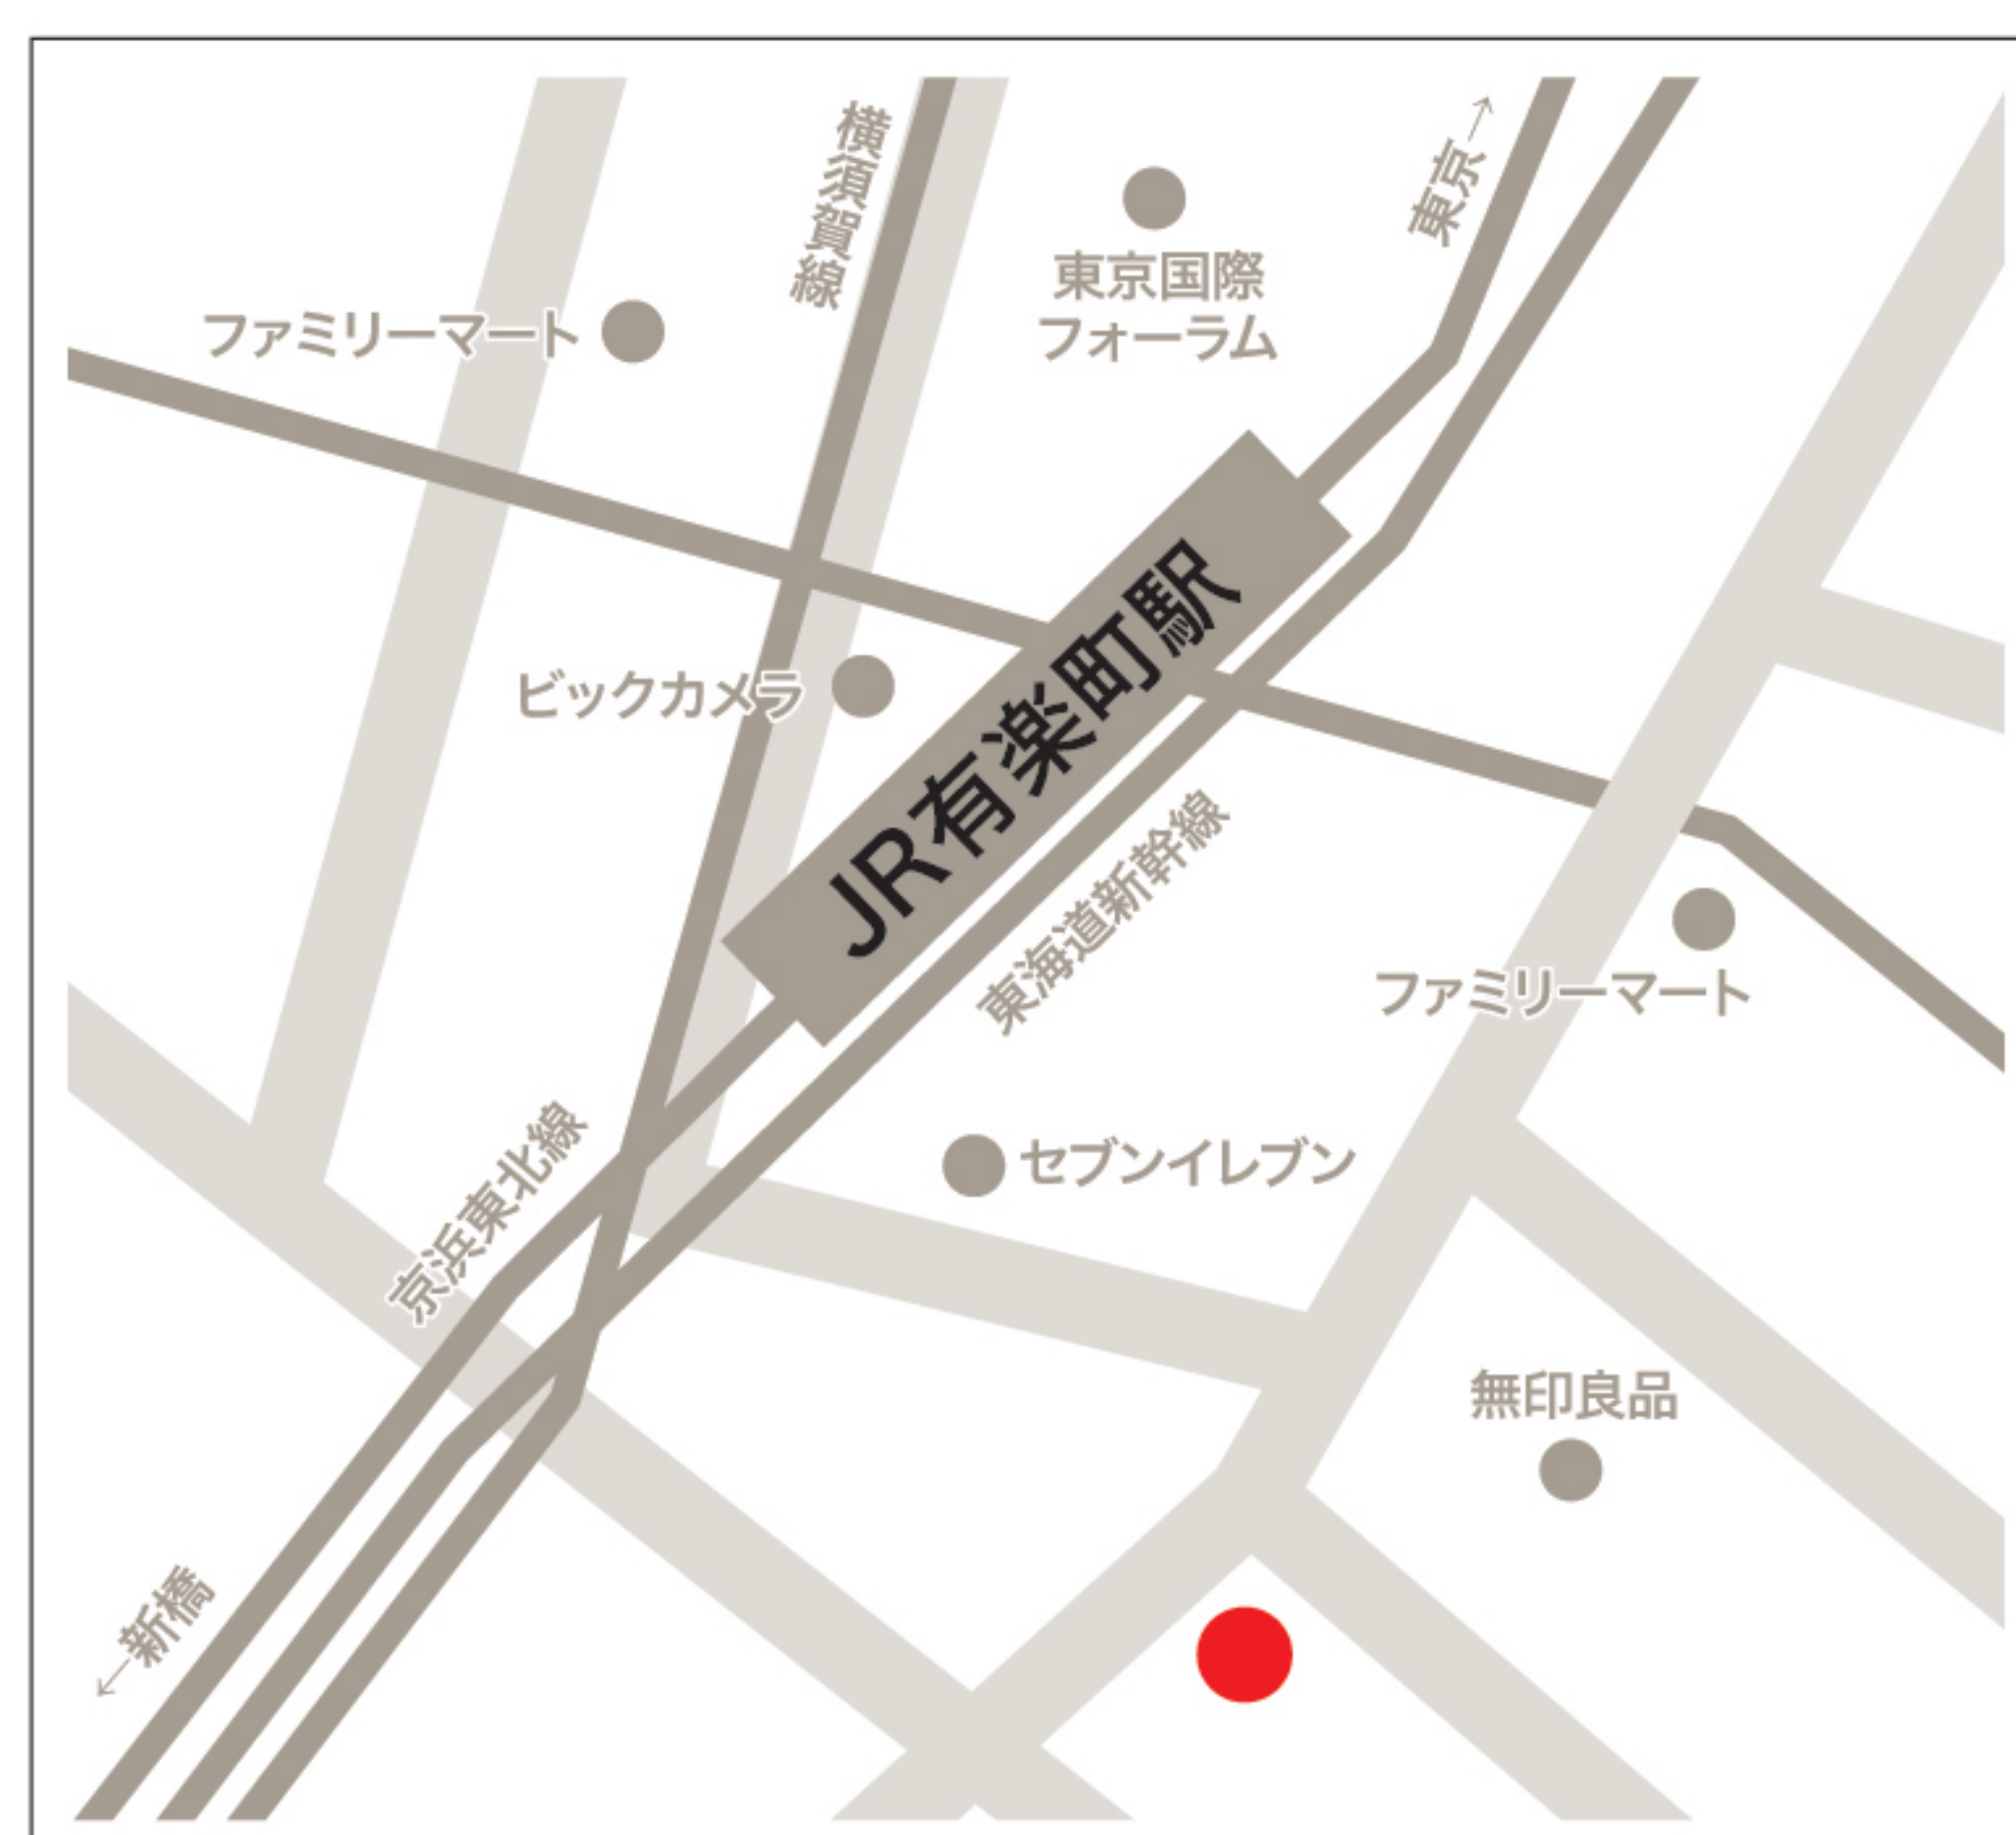 横須賀線
東京→
東京国際
フォーラム
ファミリーマート
ビックカメラ
JR有楽町駅
東海道新幹線
ファミリーマート
京浜東北線
セブンイレブン
無印良品
←新橋